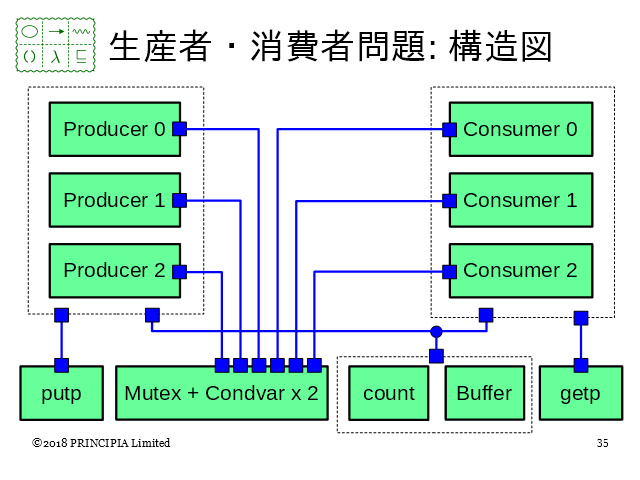 生産者・消費者問題: 構造図
() λ ⊑
Producer 0
Consumer 0
Producer 1
Consumer 1
Producer 2
Consumer 2
putp
Mutex + Condvar x 2
count
Buffer
getp
©2018 PRINCIPIA Limited
35